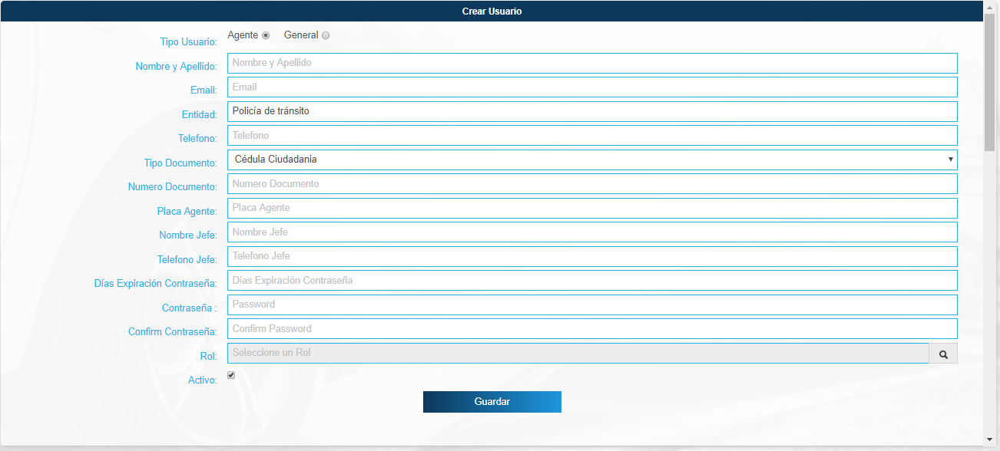 Crear Usuario
Tipo Usuario: Agente General
Nombre y Apellido: Nombre y Apellido
Email: Email
Entidad: Policía de tránsito
Telefono: Telefono
Tipo Documento: Cédula Ciudadania
Numero Documento: Numero Documento
Placa Agente: Placa Agente
Nombre Jefe: Nombre Jefe
Telefono Jefe: Telefono Jefe
Días Expiración Contraseña: Días Expiración Contraseña
Contraseña : Password
Confirm Contraseña: Confirm Password
Rol: Seleccione un Rol
Activo:
Guardar